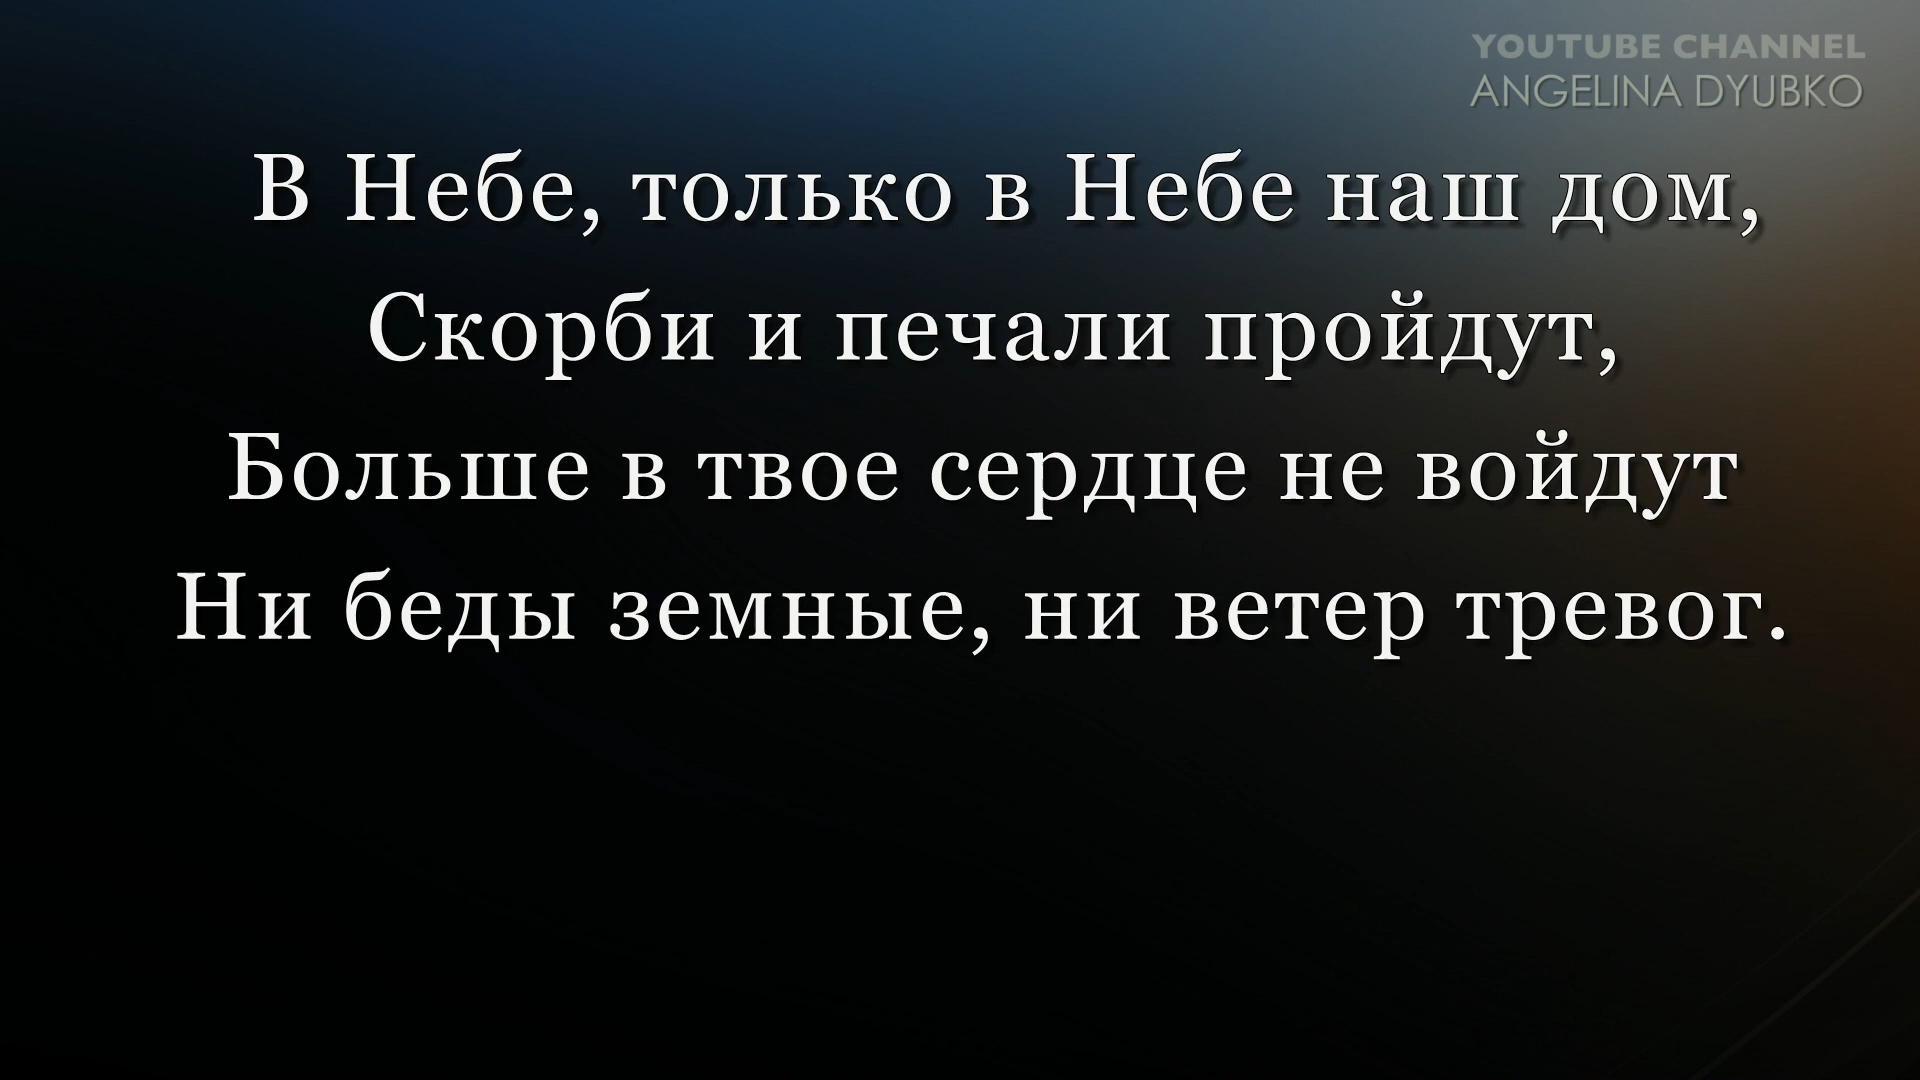 YOUTUBE CHANNEL
ANGELINA DYUBKO
В Небе, только в Небе наш дом,
Скорби и печали пройдут,
Больше в твое сердце не войдут
Ни беды земные, ни ветер тревог.